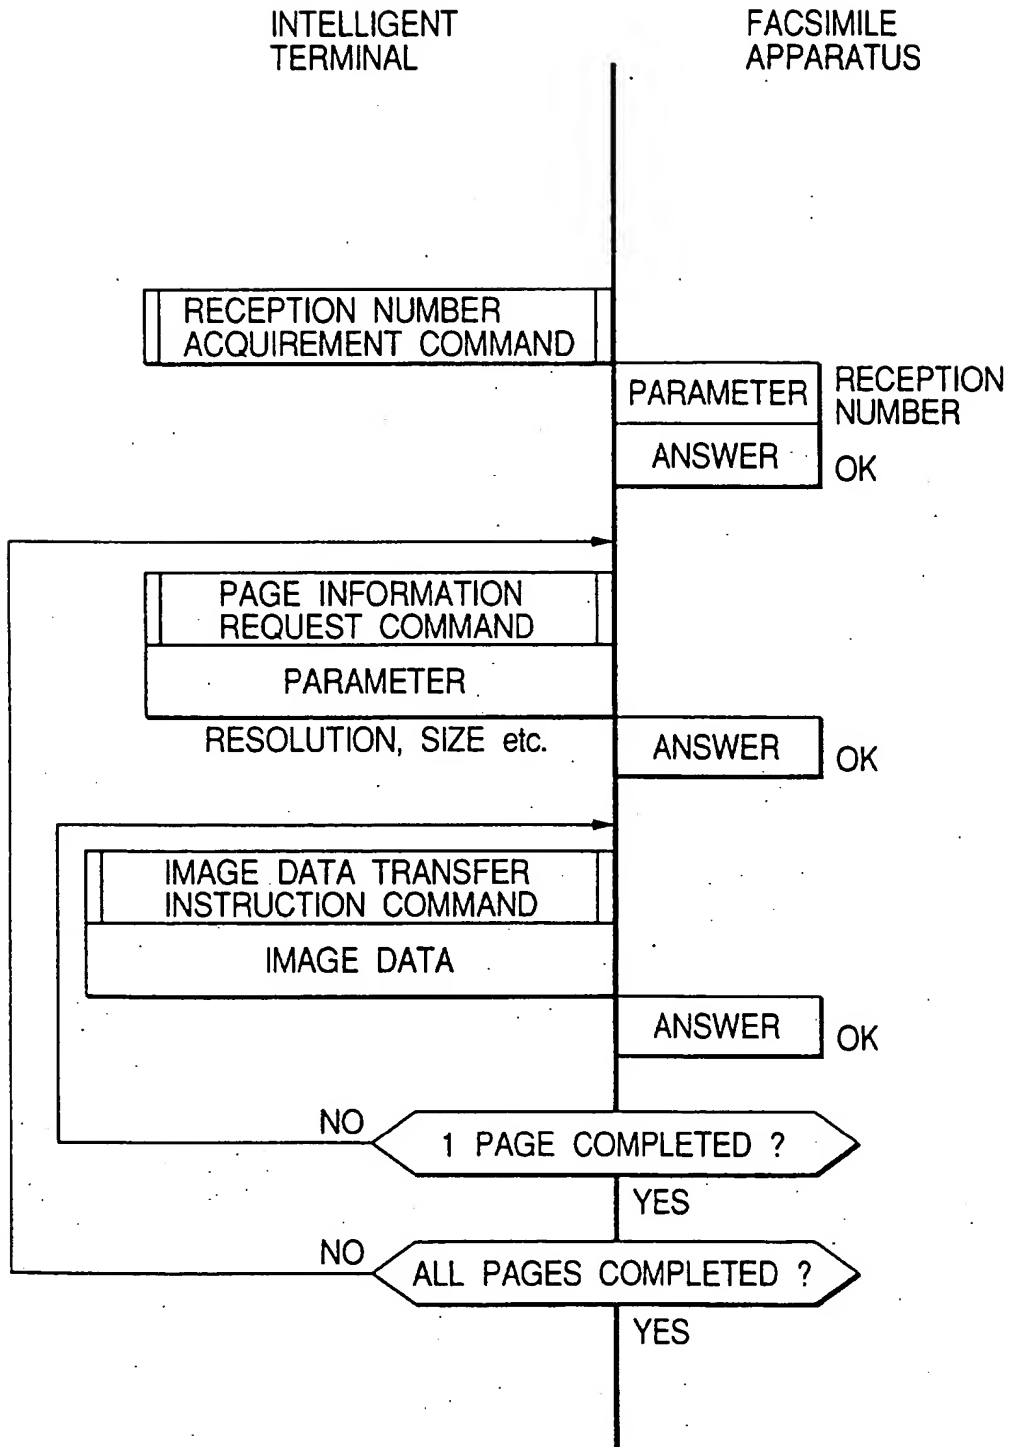 INTELLIGENT
TERMINAL
FACSIMILE
APPARATUS
RECEPTION NUMBER
ACQUIREMENT COMMAND
PARAMETER
RECEPTION
NUMBER
ANSWER
OK
PAGE INFORMATION
REQUEST COMMAND
PARAMETER
RESOLUTION, SIZE etc.
ANSWER
OK
IMAGE DATA TRANSFER
INSTRUCTION COMMAND
IMAGE DATA
ANSWER
OK
NO
1 PAGE COMPLETED ?
YES
NO
ALL PAGES COMPLETED ?
YES